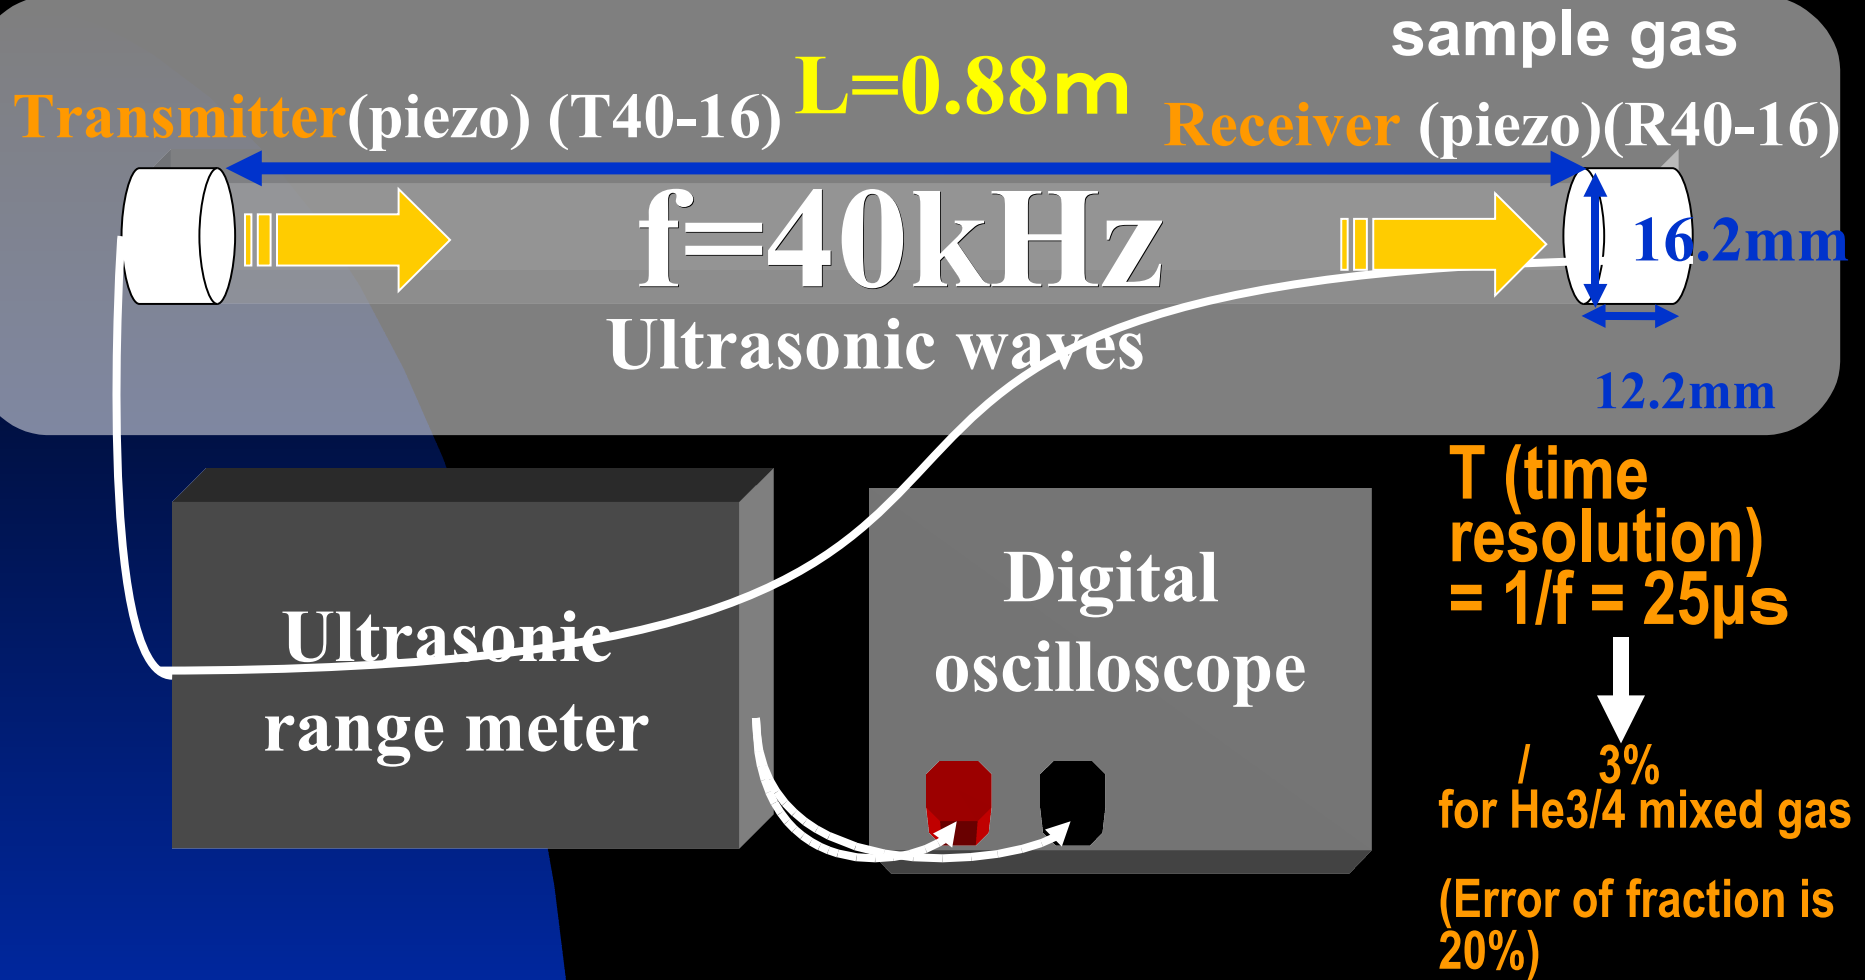 sample gas
L=0.88m
Transmitter(piezo) (T40-16)
Receiver (piezo)(R40-16)
f=40kHz
16.2mm
Ultrasonic waves
12.2mm
T (time
resolution)
= 1/f = 25μs
Digital
oscilloscope
Ultrasonic
range meter
/ 3%
for He3/4 mixed gas
(Error of fraction is
20%)